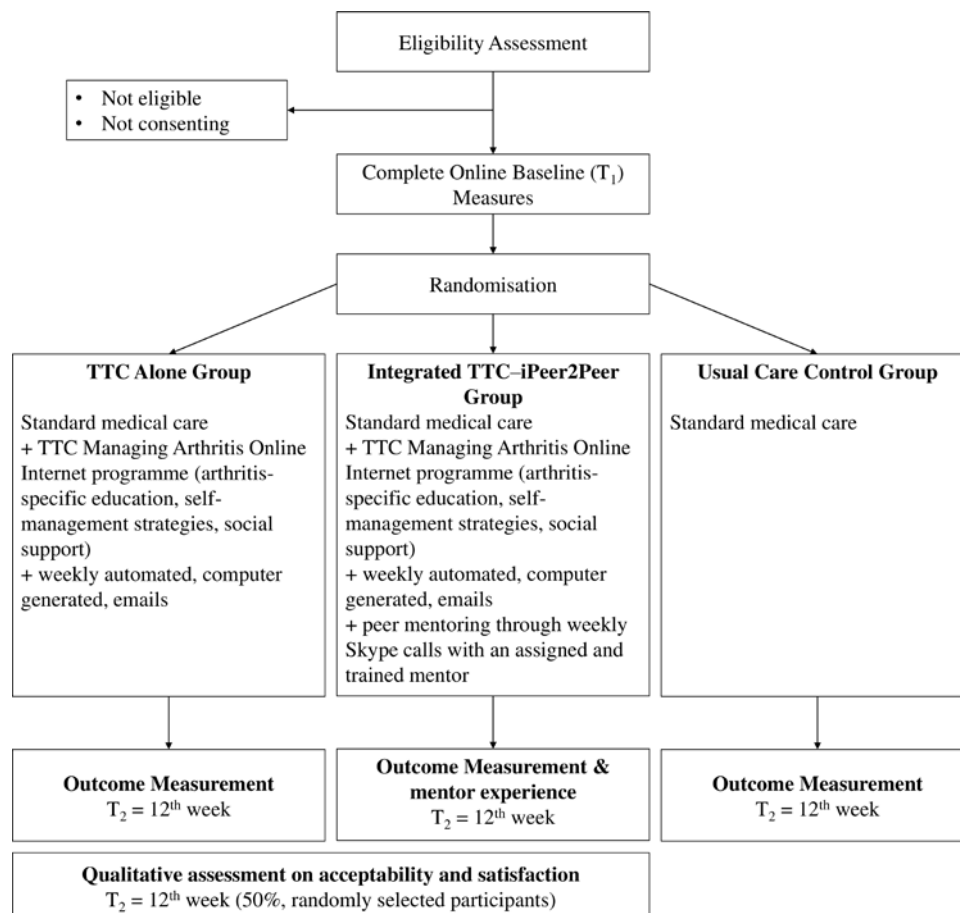 Eligibility Assessment
• Not eligible
• Not consenting
Complete Online Baseline (T₁)
Measures
Randomisation
TTC Alone Group
Standard medical care
+ TTC Managing Arthritis Online
Internet programme (arthritis-
specific education, self-
management strategies, social
support)
+ weekly automated, computer
generated, emails
Integrated TTC–iPeer2Peer
Group
Standard medical care
+ TTC Managing Arthritis Online
Internet programme (arthritis-
specific education, self-
management strategies, social
support)
+ weekly automated, computer
generated, emails
+ peer mentoring through weekly
Skype calls with an assigned and
trained mentor
Usual Care Control Group
Standard medical care
Outcome Measurement
T₂ = 12ᵗʰ week
Outcome Measurement &
mentor experience
T₂ = 12ᵗʰ week
Outcome Measurement
T₂ = 12ᵗʰ week
Qualitative assessment on acceptability and satisfaction
T₂ = 12ᵗʰ week (50%, randomly selected participants)